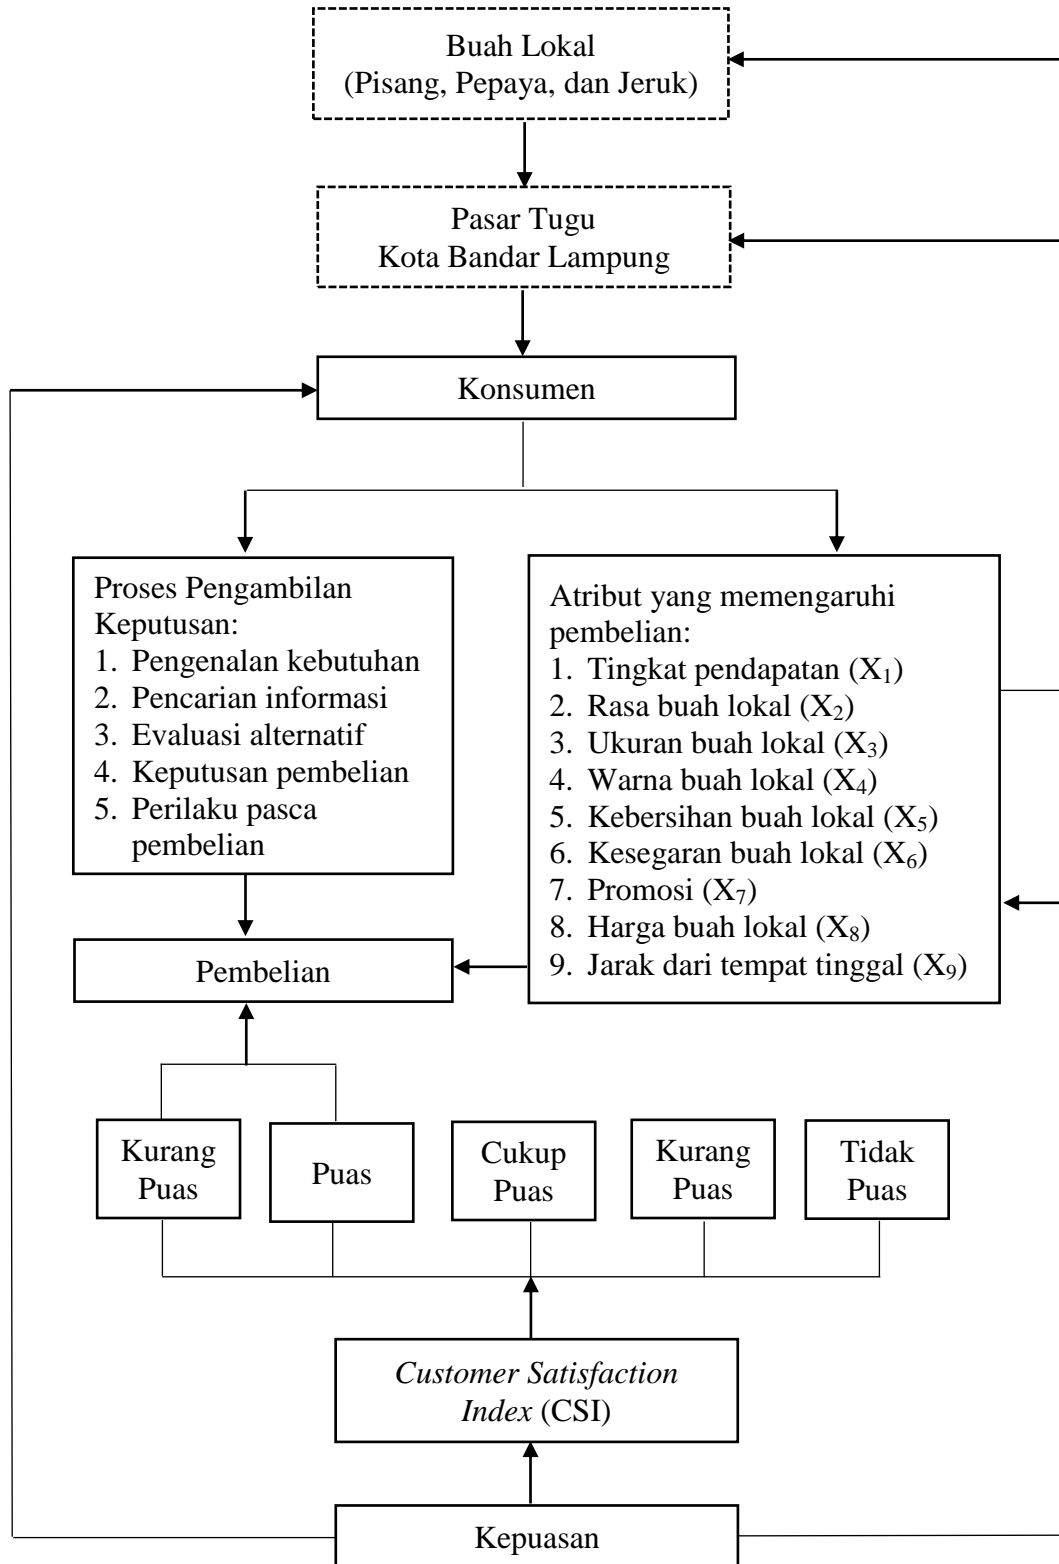 Buah Lokal
(Pisang, Pepaya, dan Jeruk)
Pasar Tugu
Kota Bandar Lampung
Konsumen
Proses Pengambilan
Keputusan:
1. Pengenalan kebutuhan
2. Pencarian informasi
3. Evaluasi alternatif
4. Keputusan pembelian
5. Perilaku pasca
pembelian
Atribut yang memengaruhi
pembelian:
1. Tingkat pendapatan (X₁)
2. Rasa buah lokal (X₂)
3. Ukuran buah lokal (X₃)
4. Warna buah lokal (X₄)
5. Kebersihan buah lokal (X₅)
6. Kesegaran buah lokal (X₆)
7. Promosi (X₇)
8. Harga buah lokal (X₈)
9. Jarak dari tempat tinggal (X₉)
Pembelian
Kurang
Puas
Puas
Cukup
Puas
Kurang
Puas
Tidak
Puas
Customer Satisfaction
Index (CSI)
Kepuasan